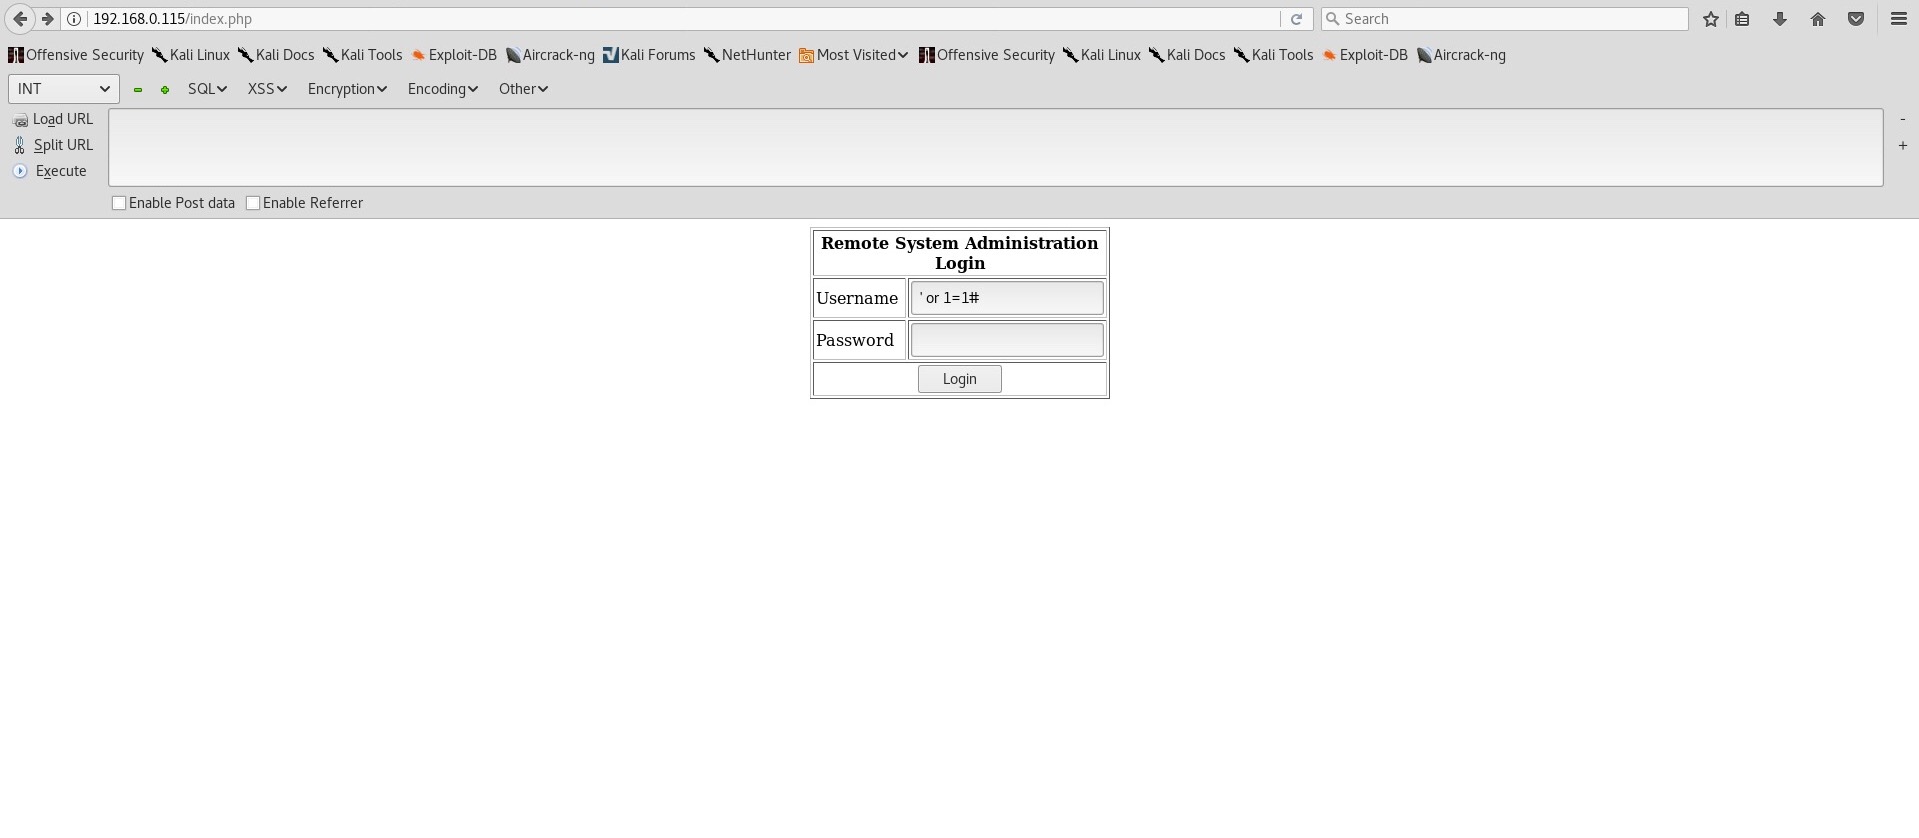 192.168.0.115/index.php Search
Offensive Security Kali Linux Kali Docs Kali Tools Exploit-DB Aircrack-ng Kali Forums NetHunter Most Visited Offensive Security Kali Linux Kali Docs Kali Tools Exploit-DB Aircrack-ng
INT SQL XSS Encryption Encoding Other
Load URL -
Split URL +
Execute
Enable Post data Enable Referrer
Remote System Administration
Login
Username ' or 1=1#
Password
Login